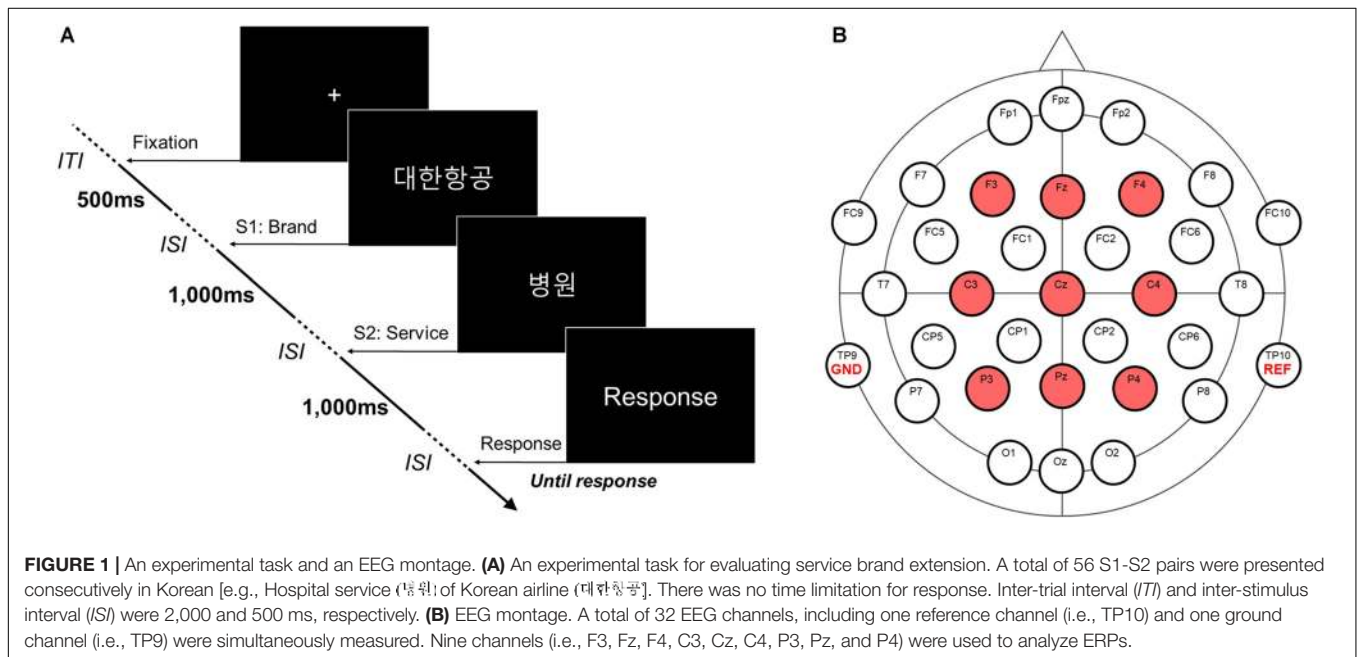 A
+
Fixation
ITI
500ms
대한항공
S1: Brand
ISI
1,000ms
병원
S2: Service
ISI
1,000ms
Response
Response
ISI
Until response
B
Fp1 Fpz Fp2
F7 F3 Fz F4 F8
FC9 FC5 FC1 FC2 FC6 FC10
T7 C3 Cz C4 T8
TP9 CP5 CP1 CP2 CP6 TP10
GND REF
P7 P3 Pz P4 P8
O1 Oz O2
FIGURE 1 | An experimental task and an EEG montage. (A) An experimental task for evaluating service brand extension. A total of 56 S1-S2 pairs were presented
consecutively in Korean [e.g., Hospital service (병원) of Korean airline (대한항공]. There was no time limitation for response. Inter-trial interval (ITI) and inter-stimulus
interval (ISI) were 2,000 and 500 ms, respectively. (B) EEG montage. A total of 32 EEG channels, including one reference channel (i.e., TP10) and one ground
channel (i.e., TP9) were simultaneously measured. Nine channels (i.e., F3, Fz, F4, C3, Cz, C4, P3, Pz, and P4) were used to analyze ERPs.